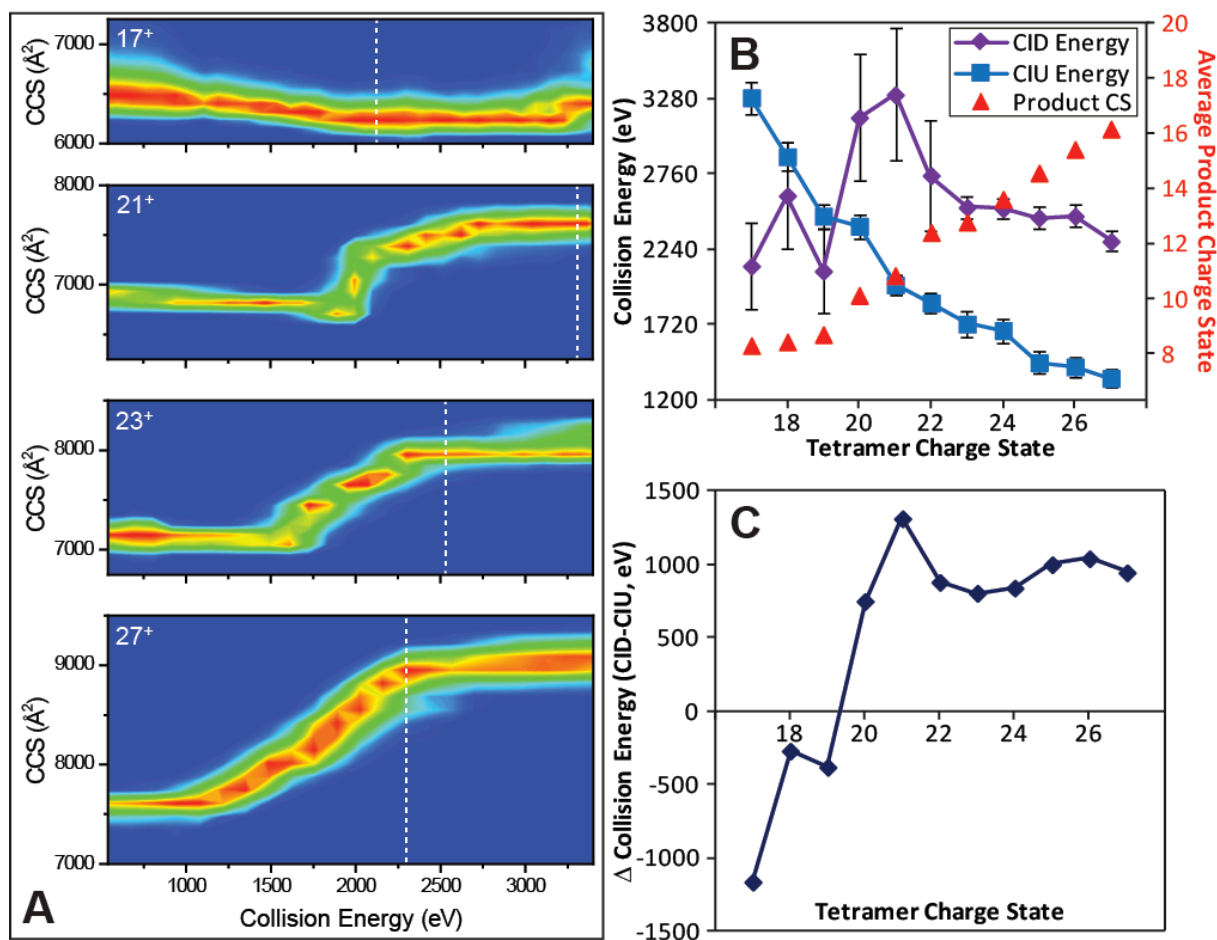 17+
7000
6000
CCS (Å²)
21+
8000
7000
CCS (Å²)
23+
8000
7000
CCS (Å²)
27+
9000
8000
7000
CCS (Å²)
1000 1500 2000 2500 3000
Collision Energy (eV)
A
B
CID Energy
CIU Energy
Product CS
3800
3280
2760
2240
1720
1200
Collision Energy (eV)
20
18
16
14
12
10
8
Average Product Charge State
18 20 22 24 26
Tetramer Charge State
C
1500
1000
500
0
-500
-1000
-1500
Δ Collision Energy (CID-CIU, eV)
18 20 22 24 26
Tetramer Charge State